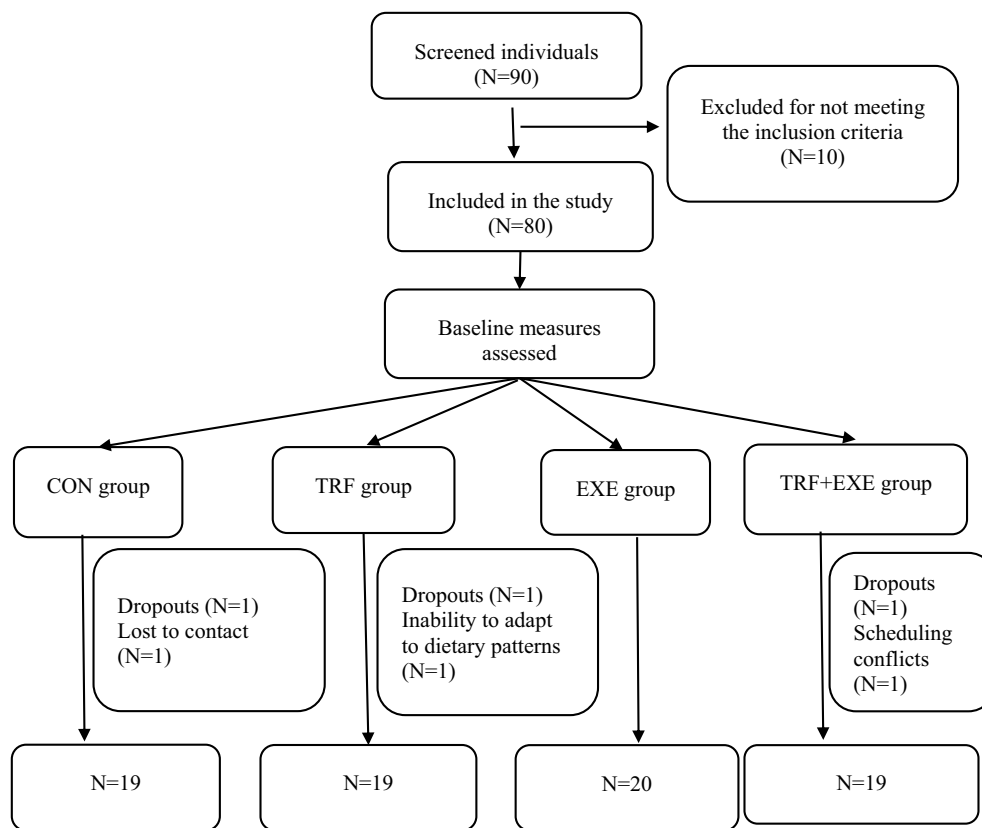 Screened individuals
(N=90)
Excluded for not meeting
the inclusion criteria
(N=10)
Included in the study
(N=80)
Baseline measures
assessed
CON group
TRF group
EXE group
TRF+EXE group
Dropouts (N=1)
Lost to contact
(N=1)
Dropouts (N=1)
Inability to adapt
to dietary patterns
(N=1)
Dropouts
(N=1)
Scheduling
conflicts
(N=1)
N=19
N=19
N=20
N=19